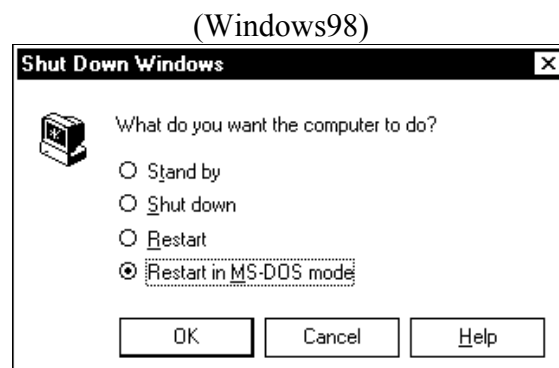 (Windows98)
Shut Down Windows
What do you want the computer to do?
Stand by
Shut down
Restart
Restart in MS-DOS mode
OK Cancel Help